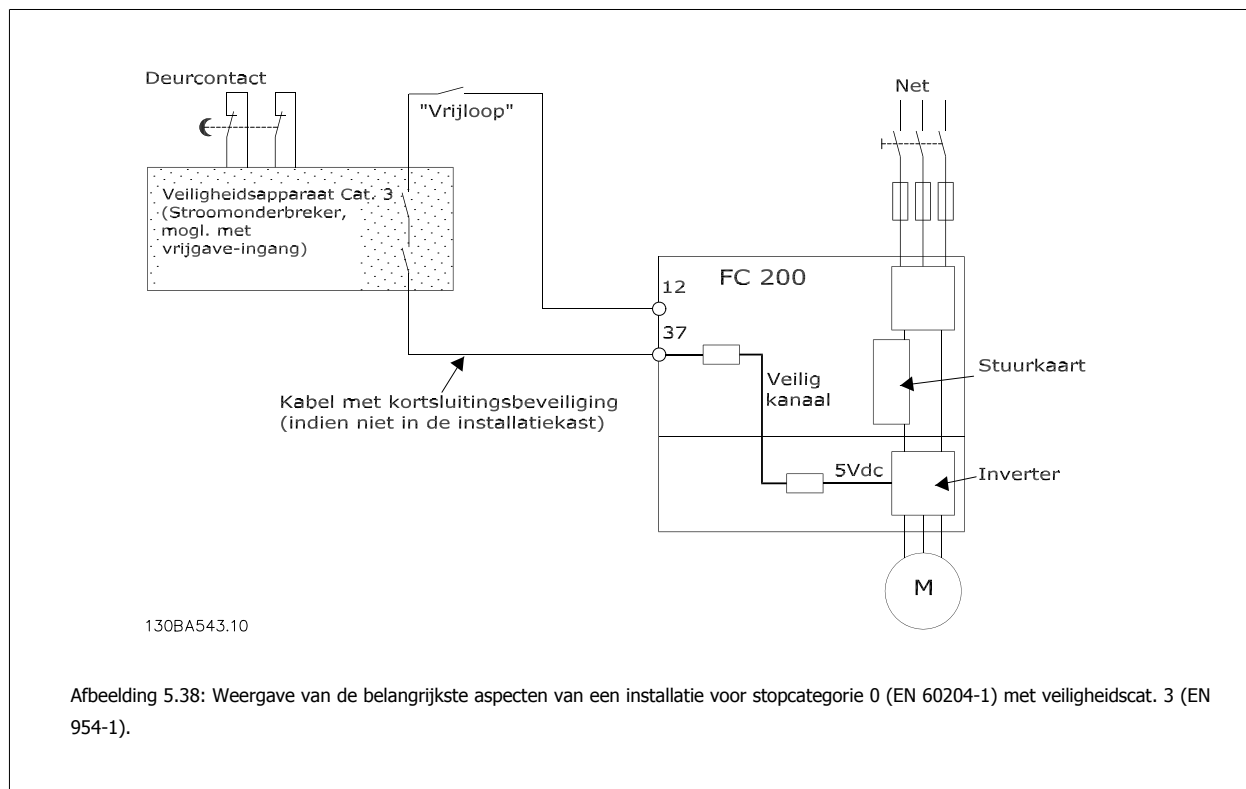 Deurcontact
"Vrijloop"
Net
Veiligheidsapparaat Cat. 3
(Stroomonderbreker,
mogl. met
vrijgave-ingang)
12
FC 200
37
Veilig
kanaal
Stuurkaart
Kabel met kortsluitingsbeveiliging
(indien niet in de installatiekast)
5Vdc
Inverter
M
130BA543.10
Afbeelding 5.38: Weergave van de belangrijkste aspecten van een installatie voor stopcategorie 0 (EN 60204-1) met veiligheidscat. 3 (EN
954-1).